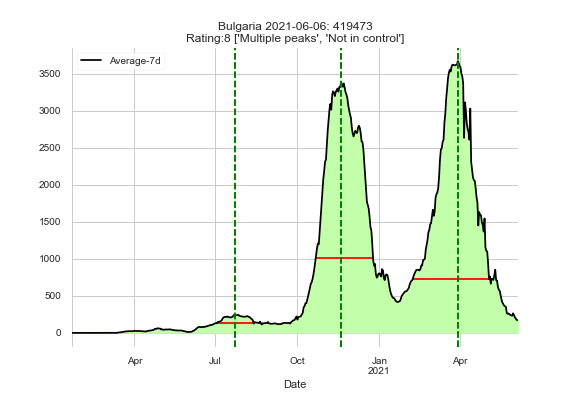 Bulgaria 2021-06-06: 419473
Rating:8 ['Multiple peaks', 'Not in control']
Average-7d
3500
3000
2500
2000
1500
1000
500
0
Apr
Jul
Oct
Jan
2021
Apr
Date